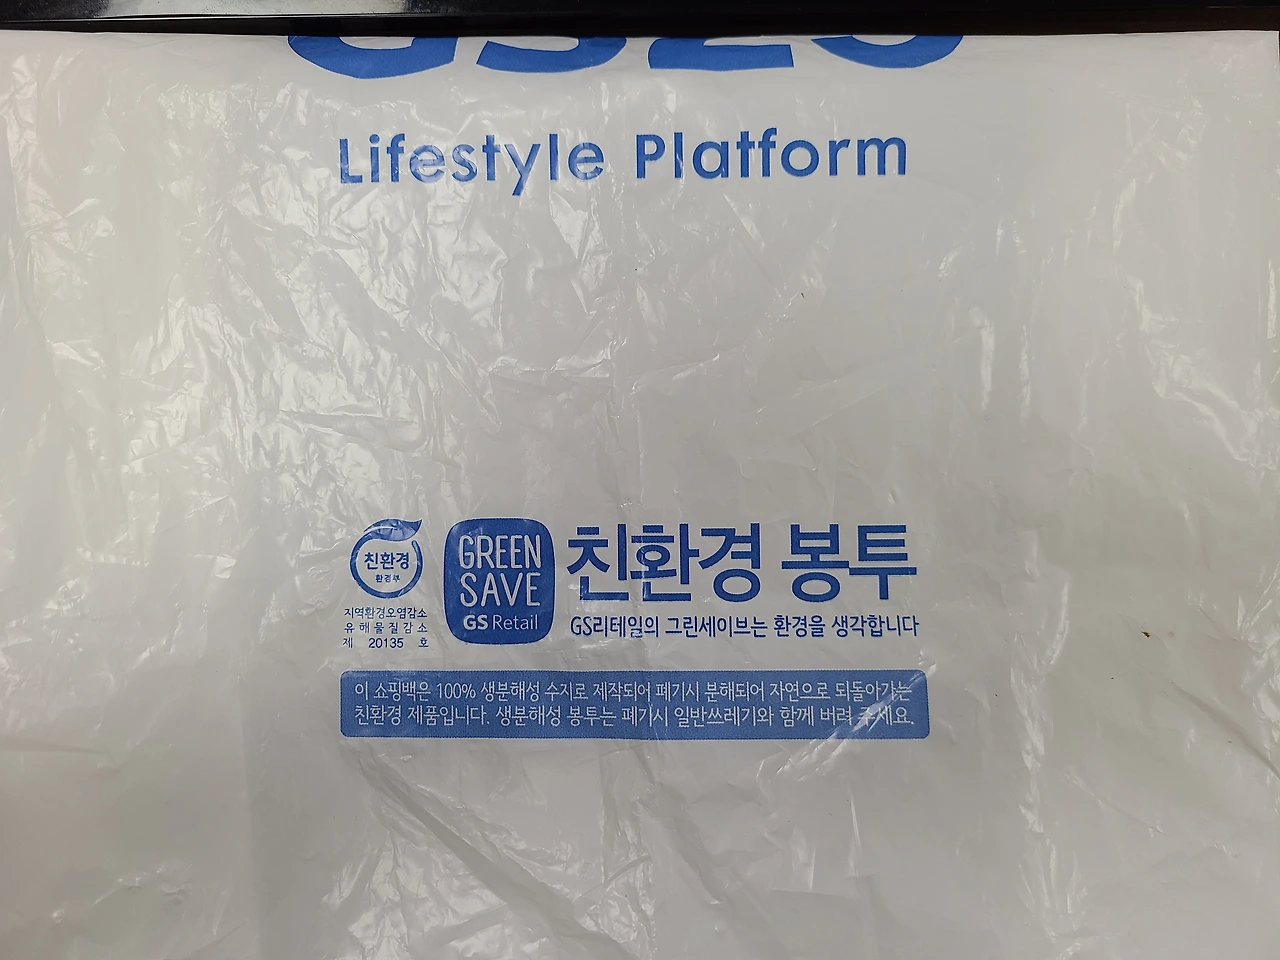 GS25
Lifestyle Platform
친환경
환경부
지역환경오염감소
유해물질감소
제 20135 호
GREEN
SAVE
GS Retail
친환경 봉투
GS리테일의 그린세이브는 환경을 생각합니다
이 쇼핑백은 100% 생분해성 수지로 제작되어 폐기시 분해되어 자연으로 되돌아가는
친환경 제품입니다. 생분해성 봉투는 폐기시 일반쓰레기와 함께 버려 주세요.